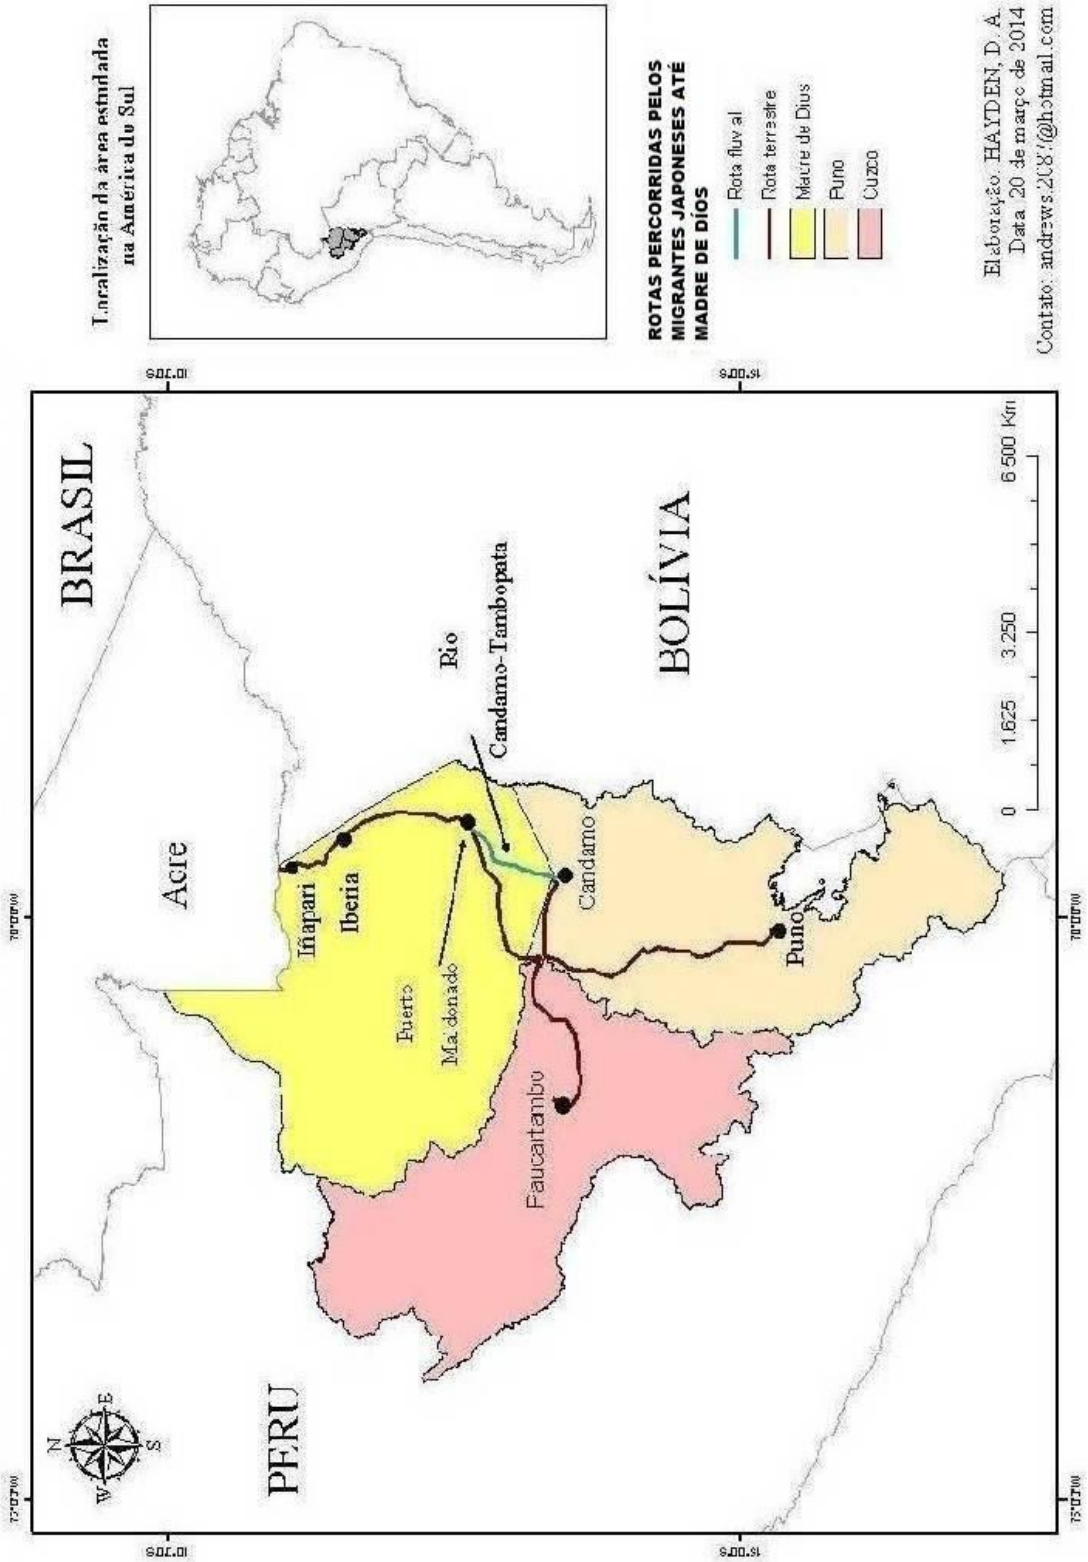 Localização da área estudada
na América do Sul
ROTAS PERCORRIDAS PELOS
MIGRANTES JAPONESES ATÉ
MADRE DE DÍOS
Rota fluvial
Rota terrestre
Madre de Dius
Puno
Cuzco
Elaboração: HAYDEN, D. A.
Data: 20 de março de 2014
Contato:
BRASIL
Acre
Iñapari
Iberia
Rio
Candamo-Tambopata
Puerto
Maldonado
BOLÍVIA
Candamo
Puno
Paucartambo
PERU
N
W
E
S
0 1.625 3.250 6.500 Km